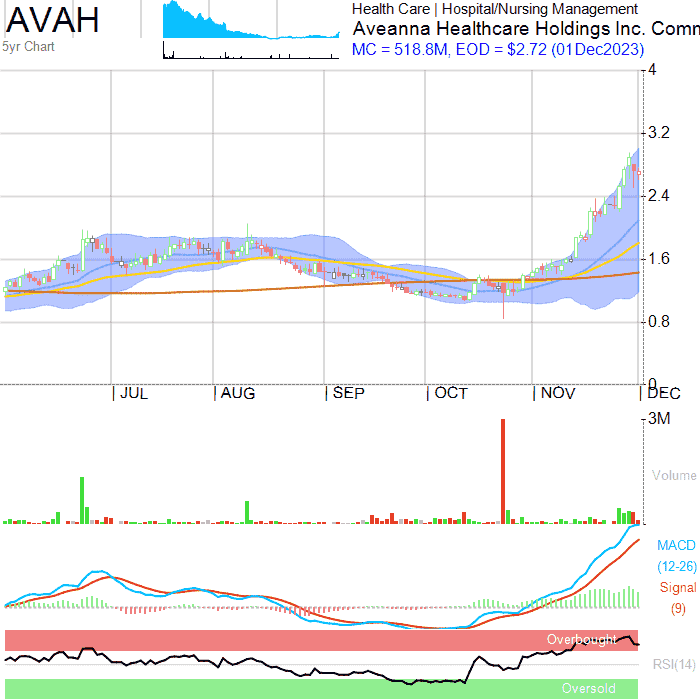 AVAH
5yr Chart
Health Care | Hospital/Nursing Management
Aveanna Healthcare Holdings Inc. Comn
MC = 518.8M, EOD = $2.72 (01Dec2023)
4
3.2
2.4
1.6
0.8
0
JUL AUG SEP OCT NOV DEC
3M
Volume
MACD
(12-26)
Signal
(9)
Overbought
RSI(14)
Oversold